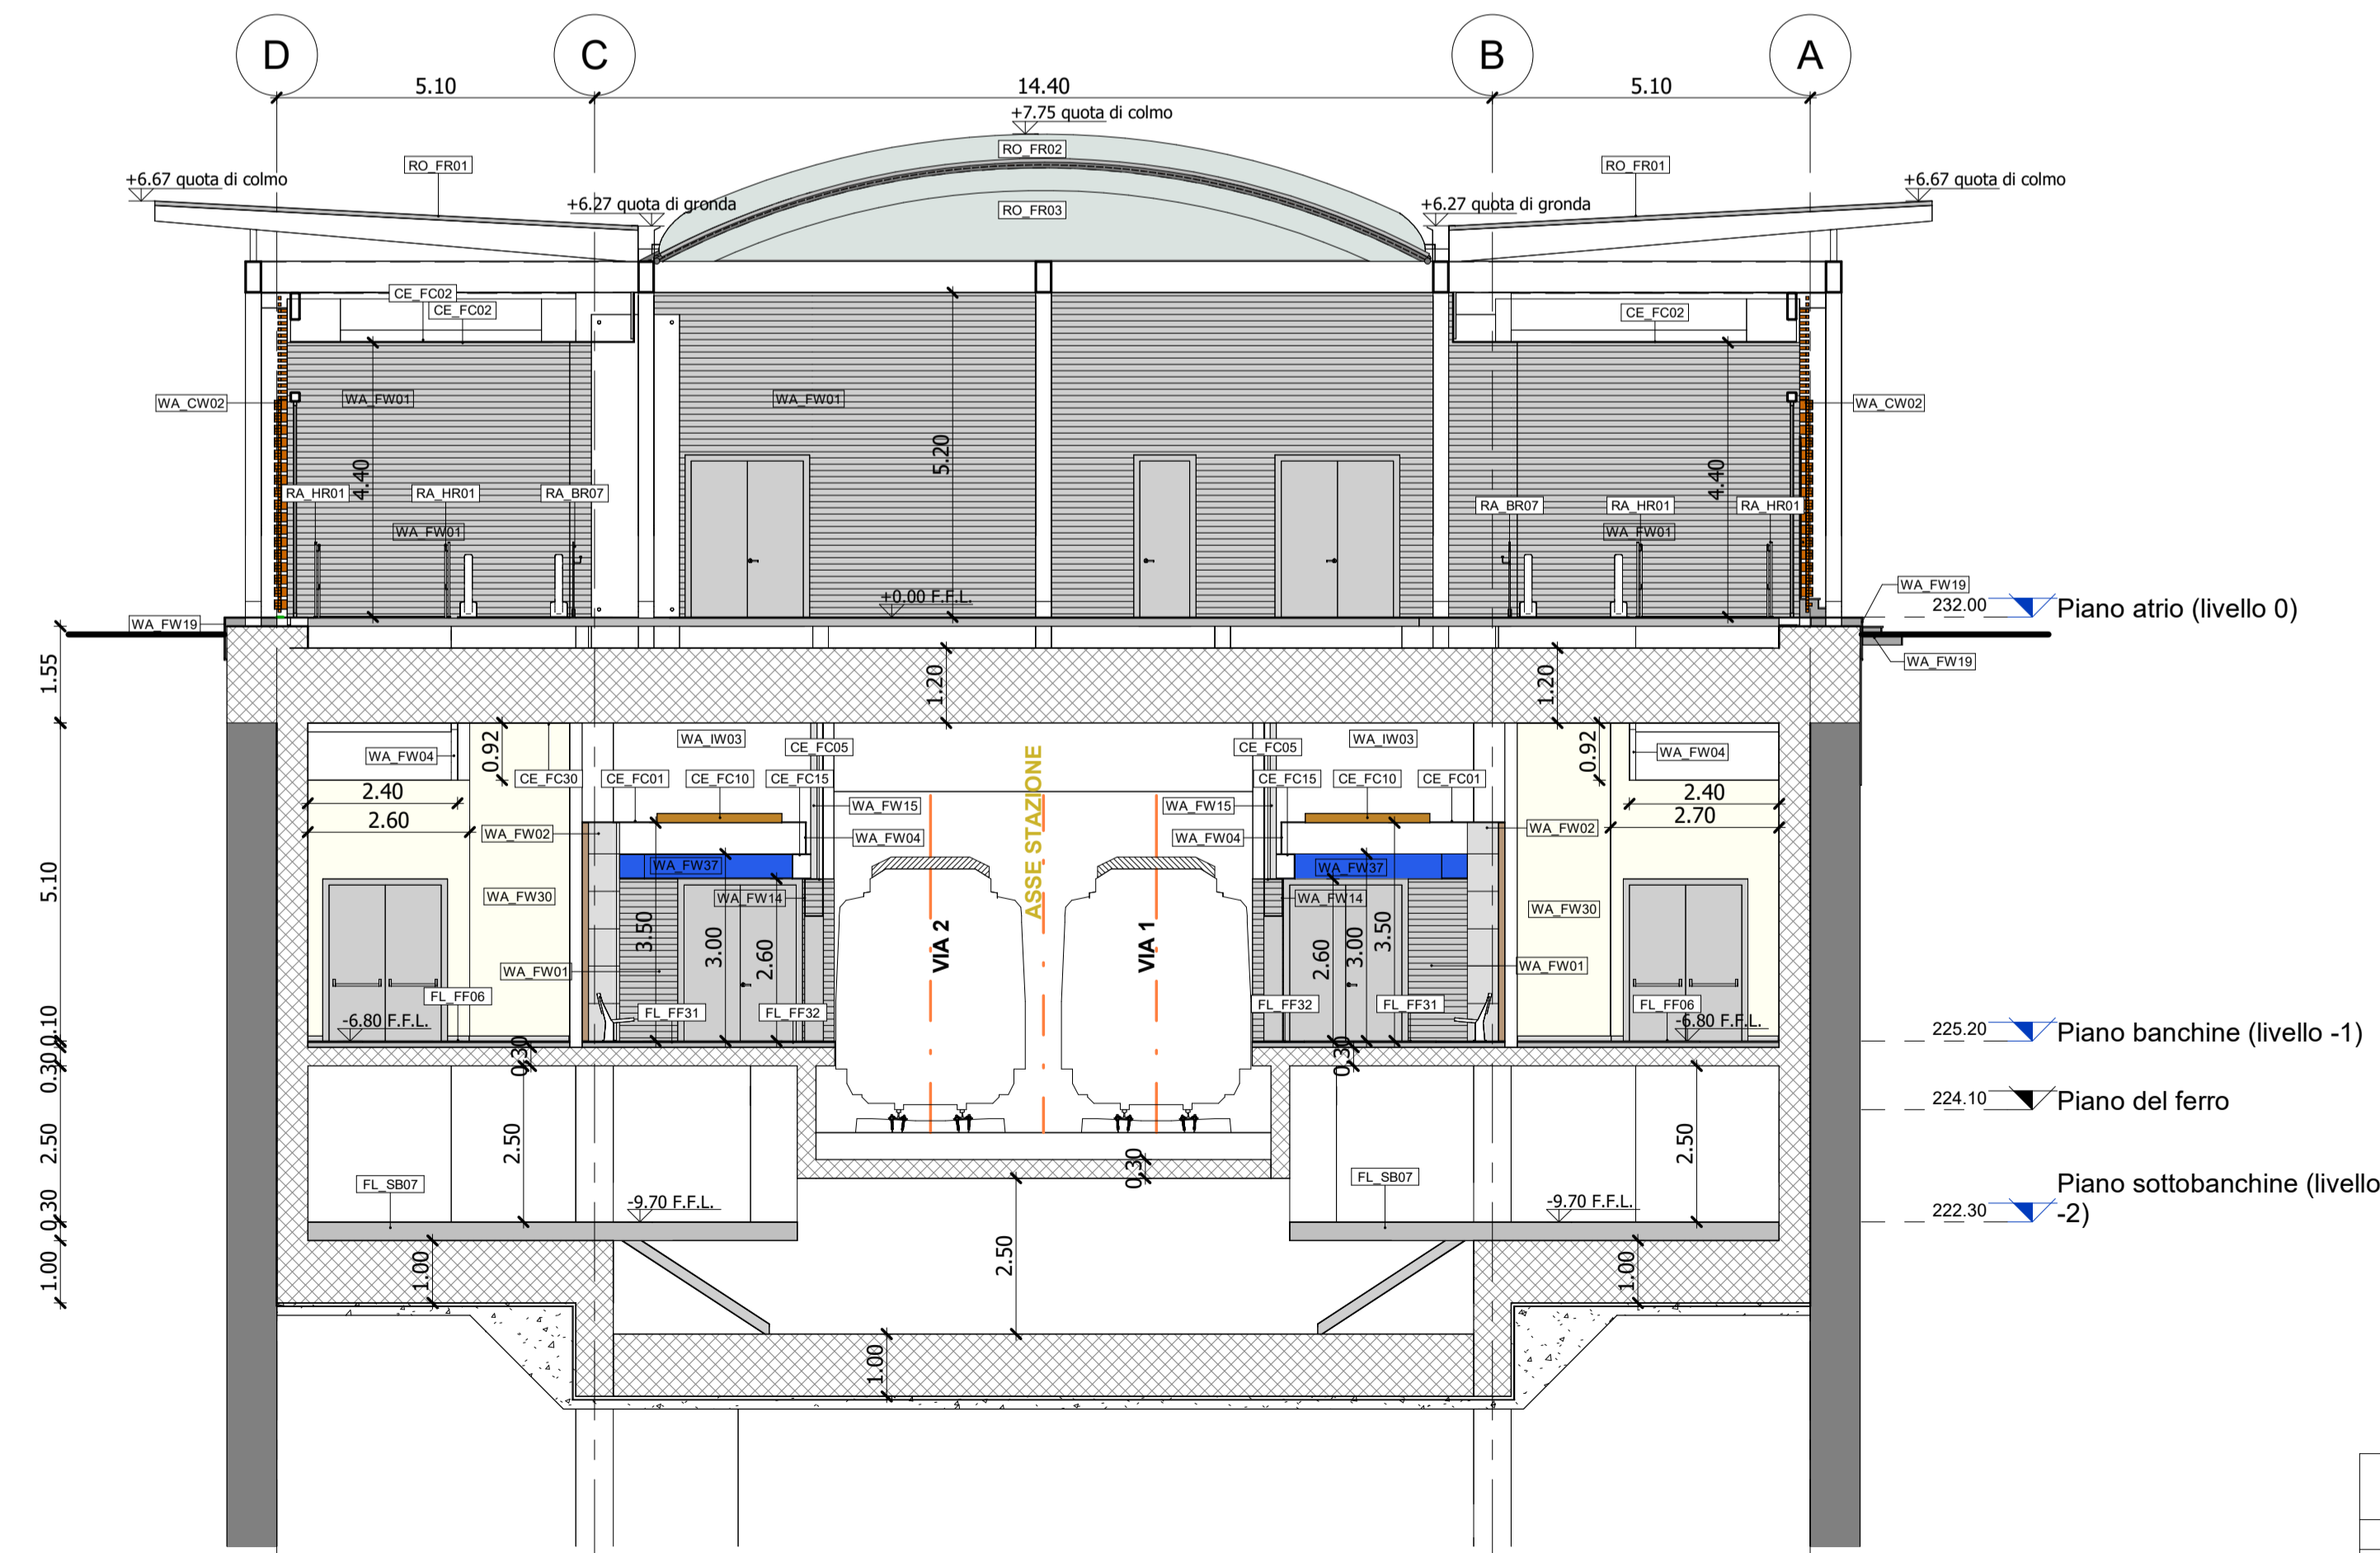 D
C
B
A
5.10
14.40
5.10
+7.75 quota di colmo
RO_FR02
RO_FR01
RO_FR01
+6.67 quota di colmo
+6.67 quota di colmo
+6.27 quota di gronda
+6.27 quota di gronda
RO_FR03
CE_FC02
CE_FC02
CE_FC02
WA_CW02
WA_FW01
WA_FW01
WA_CW02
4.40
5.20
4.40
RA_HR01
RA_HR01
RA_BR07
RA_BR07
RA_HR01
RA_HR01
WA_FW01
WA_FW01
+0.00 F.F.L.
WA_FW19
WA_FW19
232.00
Piano atrio (livello 0)
WA_FW19
1.55
1.20
1.20
WA_FW04
0.92
WA_IW03
CE_FC05
ASSE STAZIONE
CE_FC05
WA_IW03
0.92
WA_FW04
CE_FC30
CE_FC01
CE_FC10
CE_FC15
CE_FC15
CE_FC10
CE_FC01
2.40
2.40
WA_FW15
WA_FW15
2.60
2.70
WA_FW02
WA_FW04
WA_FW04
WA_FW02
WA_FW37
WA_FW37
5.10
WA_FW30
WA_FW14
WA_FW14
WA_FW30
3.50
3.00
2.60
VIA 2
VIA 1
2.60
3.00
3.50
WA_FW01
WA_FW01
FL_FF06
FL_FF31
FL_FF32
FL_FF32
FL_FF31
FL_FF06
-6.80 F.F.L.
-6.80 F.F.L.
225.20
Piano banchine (livello -1)
0.10
0.30
0.30
0.30
224.10
Piano del ferro
2.50
2.50
2.50
0.30
FL_SB07
FL_SB07
-9.70 F.F.L.
-9.70 F.F.L.
222.30
Piano sottobanchine (livello
-2)
0.30
2.50
1.00
1.00
1.00
1.00